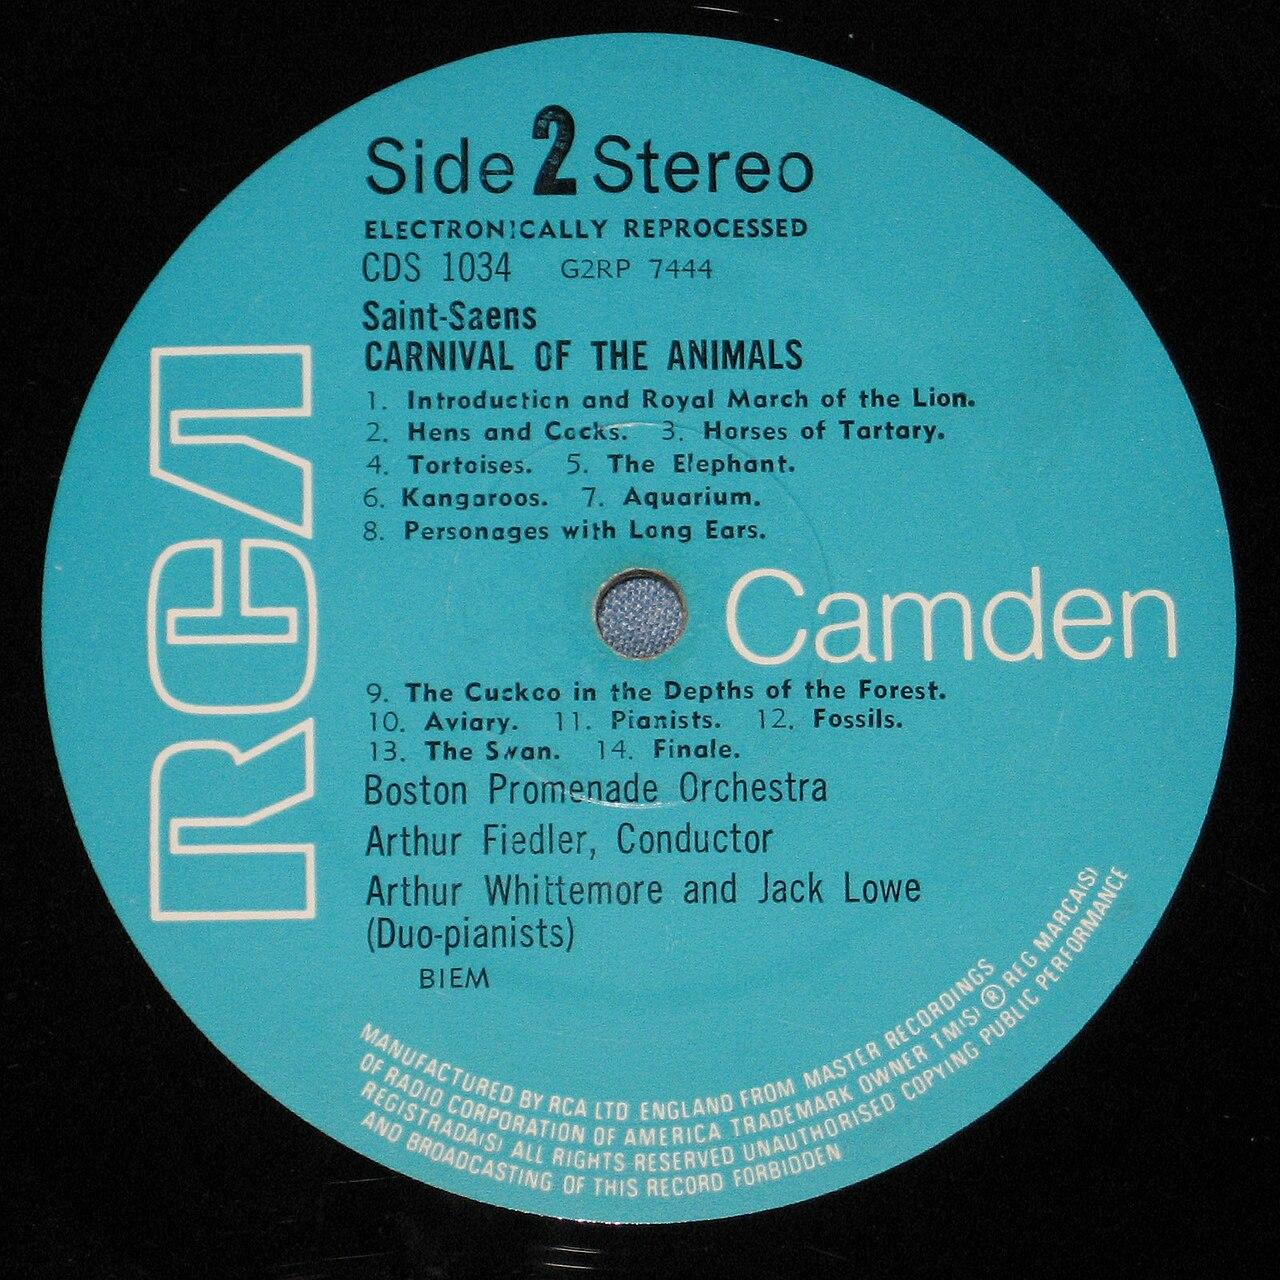 Side 2 Stereo
ELECTRONICALLY REPROCESSED
CDS 1034 G2RP 7444
Saint-Saens
CARNIVAL OF THE ANIMALS
1. Introduction and Royal March of the Lion.
2. Hens and Cocks. 3. Horses of Tartary.
4. Tortoises. 5. The Elephant.
6. Kangaroos. 7. Aquarium.
8. Personages with Long Ears.
RCA
Camden
9. The Cuckoo in the Depths of the Forest.
10. Aviary. 11. Pianists. 12. Fossils.
13. The Swan. 14. Finale.
Boston Promenade Orchestra
Arthur Fiedler, Conductor
Arthur Whittemore and Jack Lowe
(Duo-pianists)
BIEM
MANUFACTURED BY RCA LTD ENGLAND FROM MASTER RECORDINGS
OF RADIO CORPORATION OF AMERICA TRADEMARK OWNER TM(S) ® REG MARCA(S)
REGISTRADA(S) ALL RIGHTS RESERVED UNAUTHORISED COPYING PUBLIC PERFORMANCE
AND BROADCASTING OF THIS RECORD FORBIDDEN